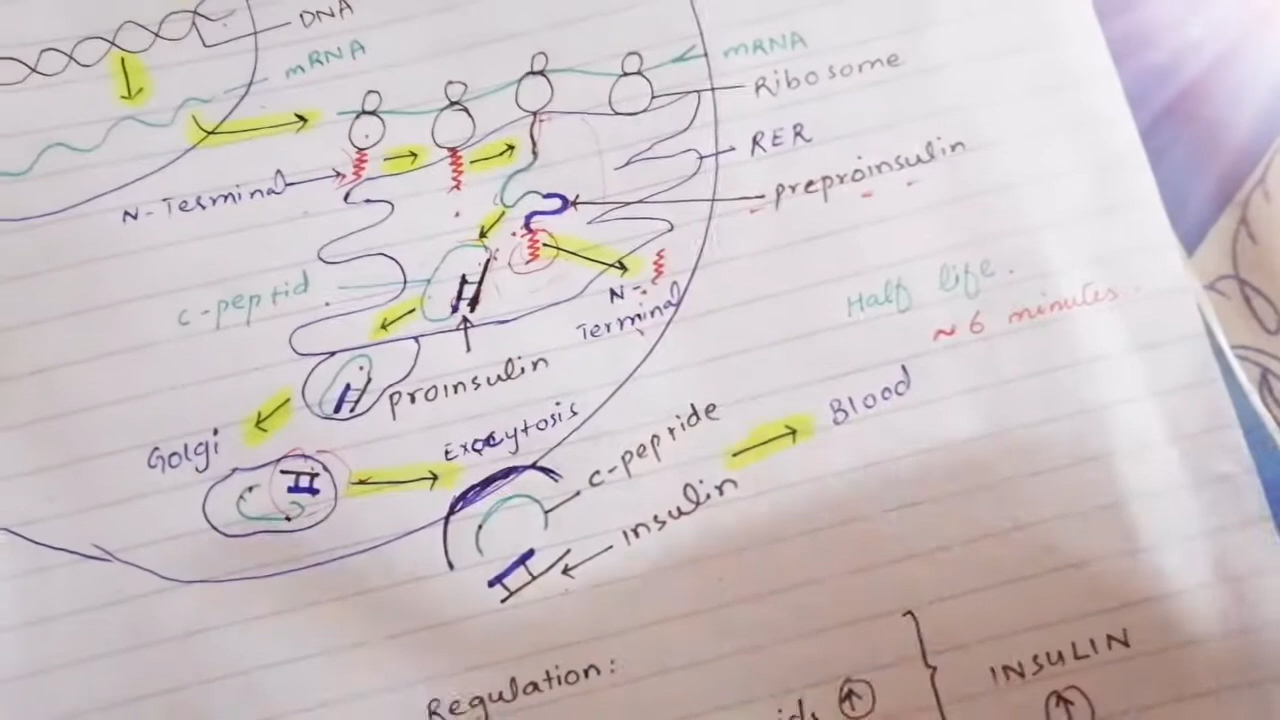 DNA
mRNA
mRNA
Ribosome
RER
preproinsulin
N-Terminal
N-
Terminal
c-peptid
Half life.
~ 6 minutes.
proinsulin
Golgi
Exocytosis
c-peptide
Blood
insulin
Regulation:
INSULIN